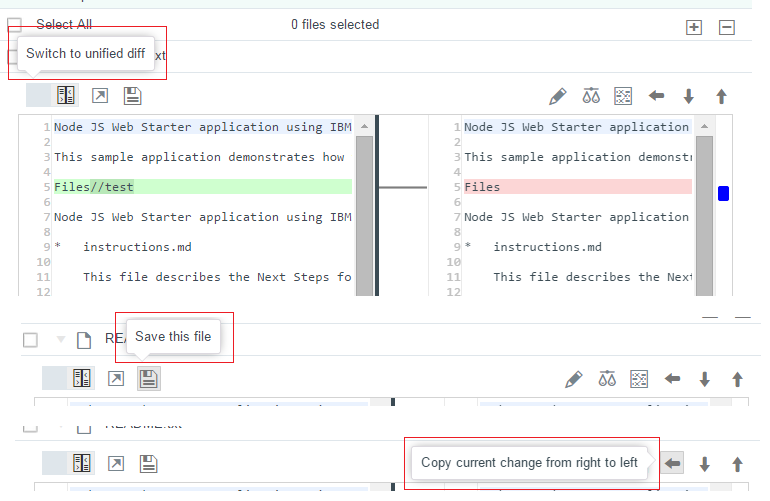 Select All 0 files selected
Switch to unified diff xt
1 Node JS Web Starter application using IBM 1 Node JS Web Starter application
2 2
3 This sample application demonstrates how 3 This sample application demonst
4 4
5 Files//test 5 Files
6 6
7 Node JS Web Starter application using IBM 7 Node JS Web Starter application
8 8
9 * instructions.md 9 * instructions.md
10 10
11 This file describes the Next Steps fo 11 This file describes the Nex
12 12
Save this file
REA
README.txt
Copy current change from right to left